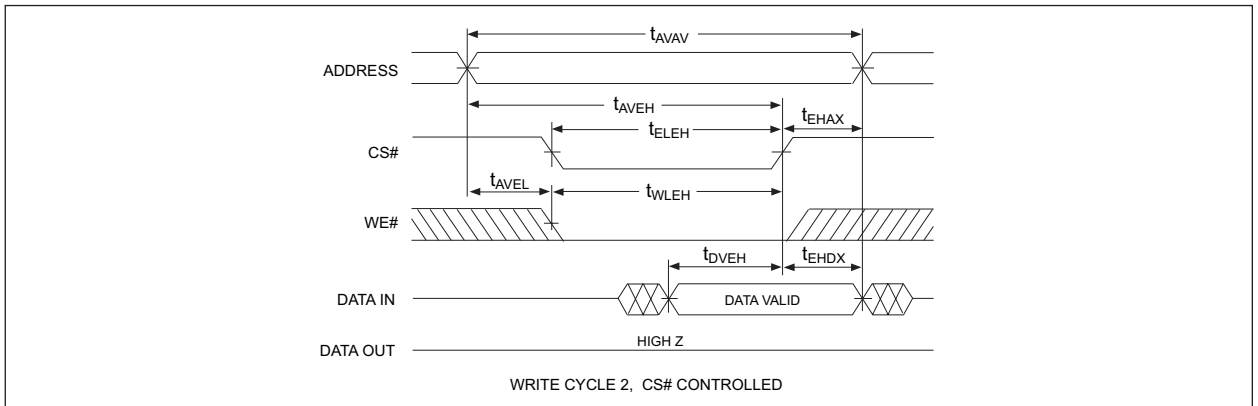 tAVAV
ADDRESS
tAVEH
tELEH
tEHAX
CS#
tAVEL
tWLEH
WE#
tDVEH
tEHDX
DATA IN
DATA VALID
DATA OUT
HIGH Z
WRITE CYCLE 2, CS# CONTROLLED